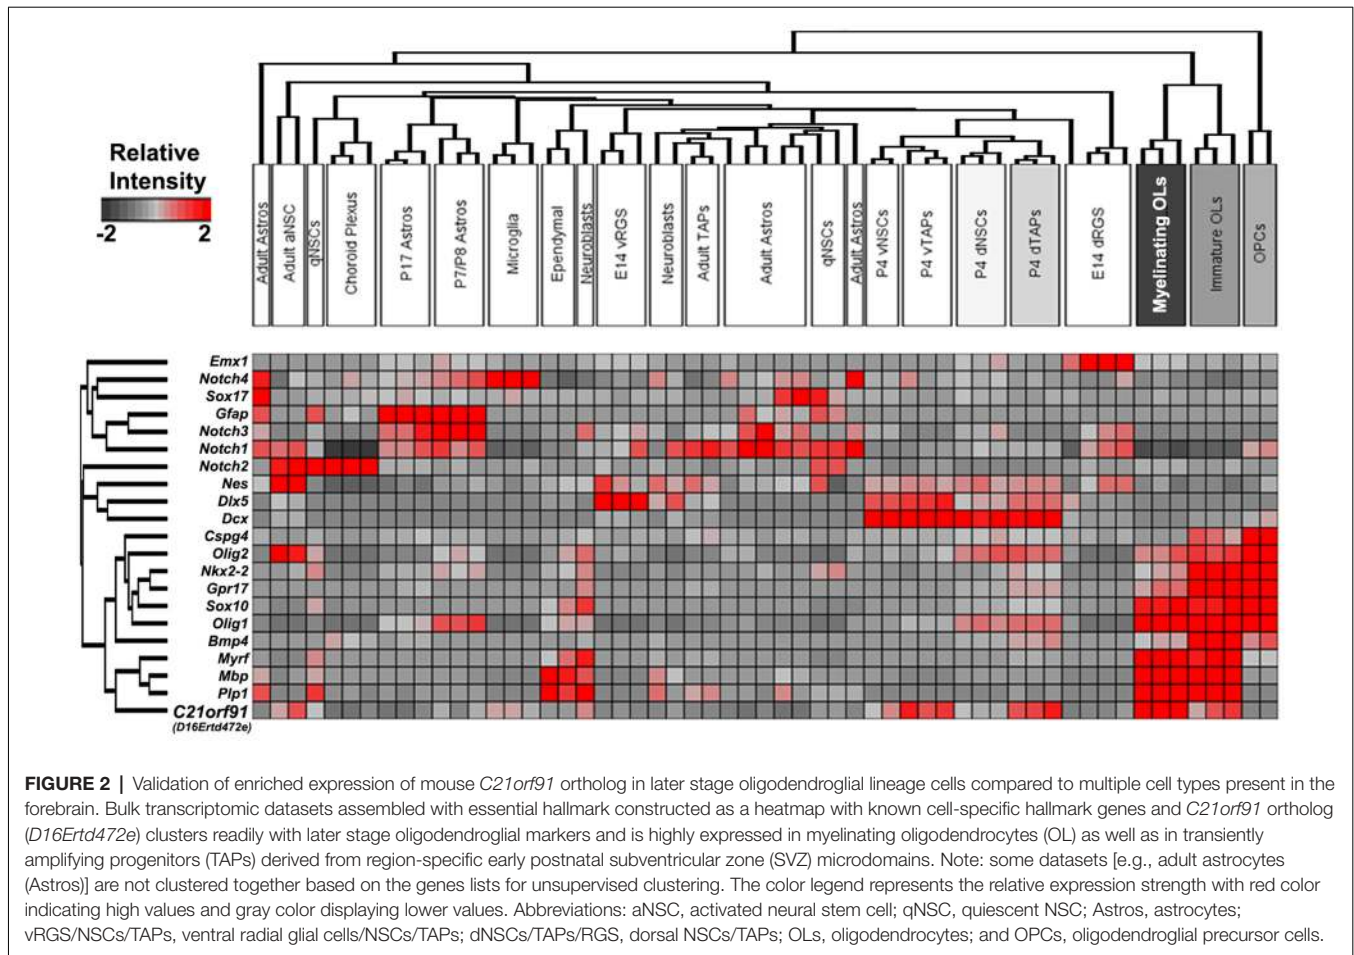 Relative
Intensity
-2 2
Adult Astros
Adult aNSC
qNSCs
Choroid Plexus
P17 Astros
P7/P8 Astros
Microglia
Ependymal
Neuroblasts
E14 vRGS
Neuroblasts
Adult TAPs
Adult Astros
qNSCs
Adult Astros
P4 vNSCs
P4 vTAPs
P4 dNSCs
P4 dTAPs
E14 dRGS
Myelinating OLs
Immature OLs
OPCs
Emx1
Notch4
Sox17
Gfap
Notch3
Notch1
Notch2
Nes
Dlx5
Dcx
Cspg4
Olig2
Nkx2-2
Gpr17
Sox10
Olig1
Bmp4
Myrf
Mbp
Plp1
C21orf91
(D16Ertd472e)
FIGURE 2 | Validation of enriched expression of mouse C21orf91 ortholog in later stage oligodendroglial lineage cells compared to multiple cell types present in the
forebrain. Bulk transcriptomic datasets assembled with essential hallmark constructed as a heatmap with known cell-specific hallmark genes and C21orf91 ortholog
(D16Ertd472e) clusters readily with later stage oligodendroglial markers and is highly expressed in myelinating oligodendrocytes (OL) as well as in transiently
amplifying progenitors (TAPs) derived from region-specific early postnatal subventricular zone (SVZ) microdomains. Note: some datasets [e.g., adult astrocytes
(Astros)] are not clustered together based on the genes lists for unsupervised clustering. The color legend represents the relative expression strength with red color
indicating high values and gray color displaying lower values. Abbreviations: aNSC, activated neural stem cell; qNSC, quiescent NSC; Astros, astrocytes;
vRGS/NSCs/TAPs, ventral radial glial cells/NSCs/TAPs; dNSCs/TAPs/RGS, dorsal NSCs/TAPs; OLs, oligodendrocytes; and OPCs, oligodendroglial precursor cells.